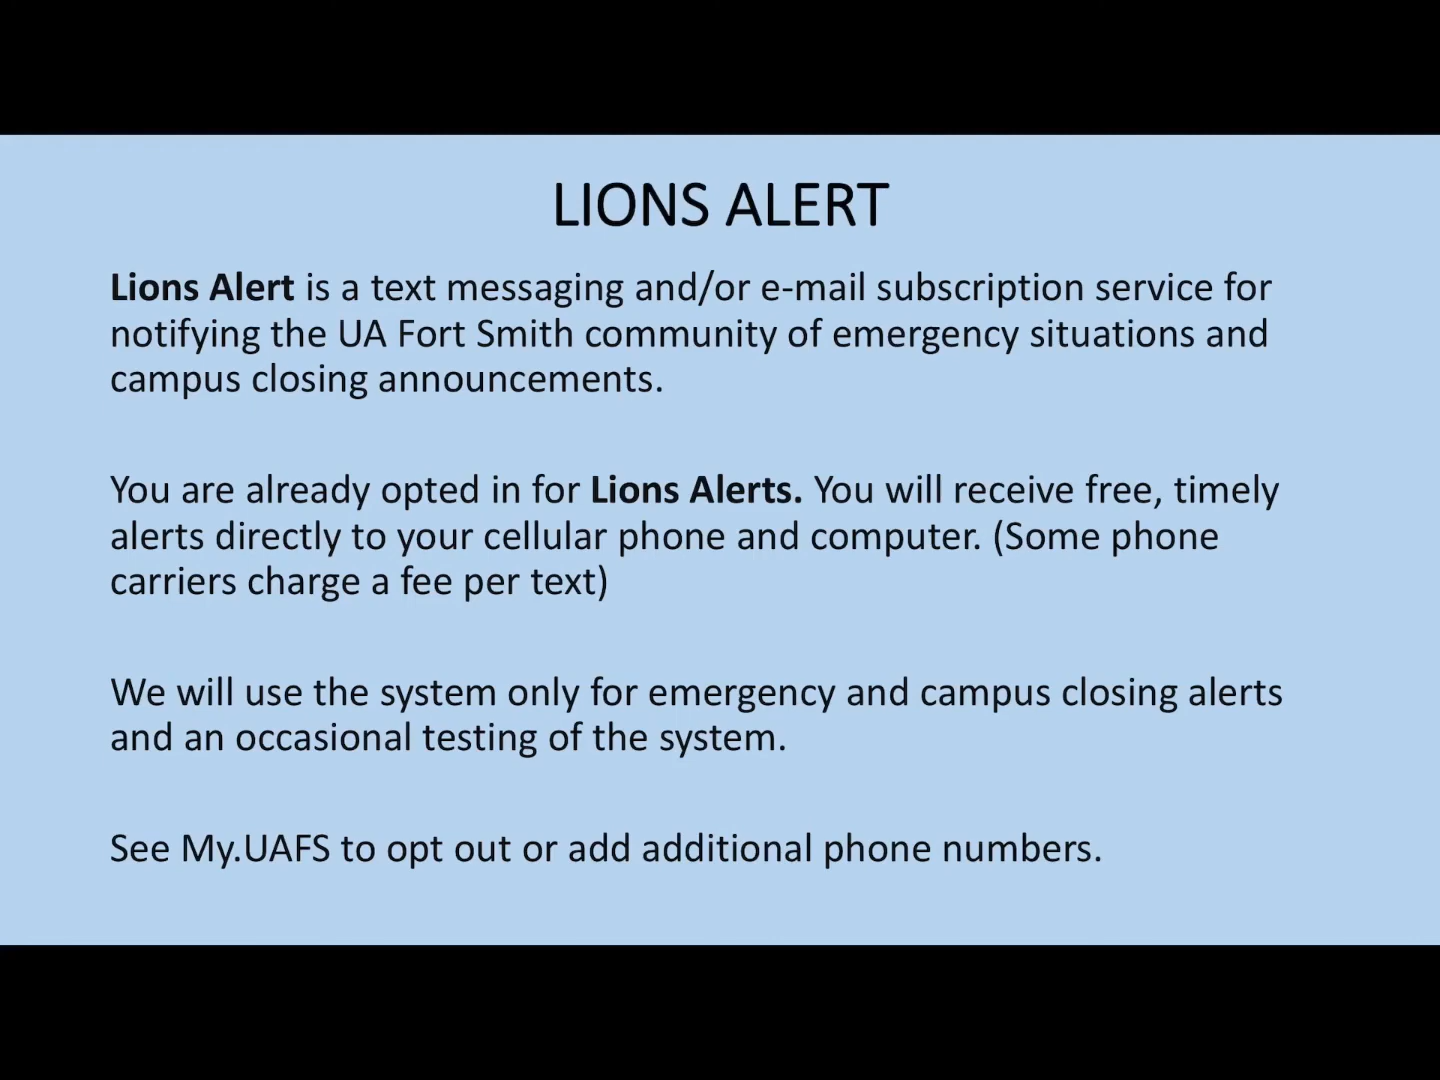 LIONS ALERT
Lions Alert is a text messaging and/or e-mail subscription service for
notifying the UA Fort Smith community of emergency situations and
campus closing announcements.
You are already opted in for Lions Alerts. You will receive free, timely
alerts directly to your cellular phone and computer. (Some phone
carriers charge a fee per text)
We will use the system only for emergency and campus closing alerts
and an occasional testing of the system.
See My.UAFS to opt out or add additional phone numbers.